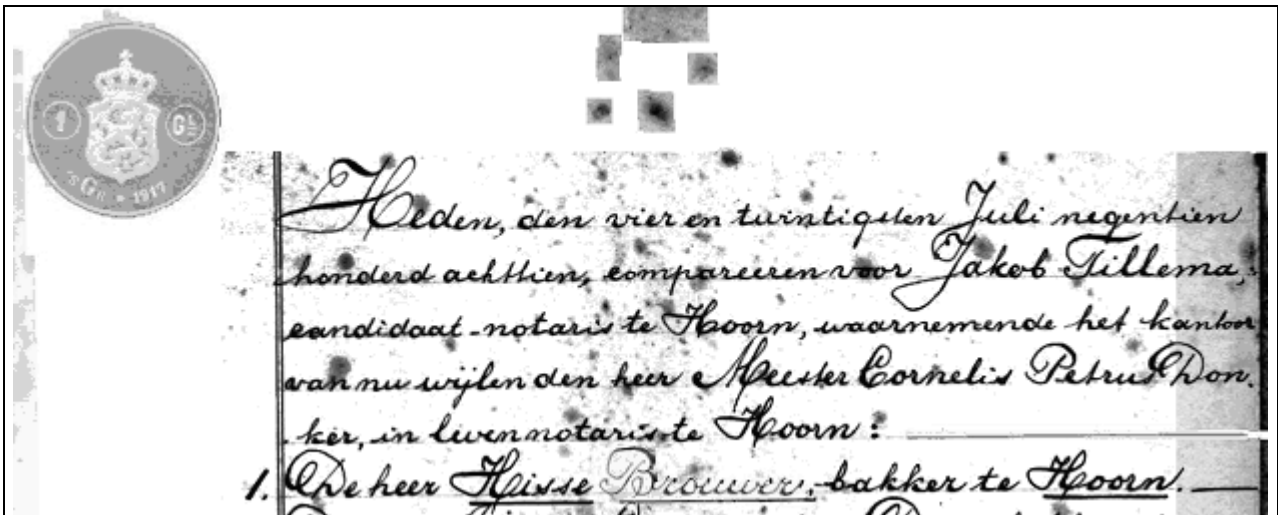 1 GL
'S GR • 1917
Heden, den vier en twintigsten Juli negentien
honderd achttien, compareeren voor Jakob Tillema,
candidaat-notaris te Hoorn, waarnemende het kantoor
van nu wijlen den heer Meester Cornelis Petrus Don,
ker, in leven notaris te Hoorn:
1. De heer Hisse Brouwer, bakker te Hoorn.